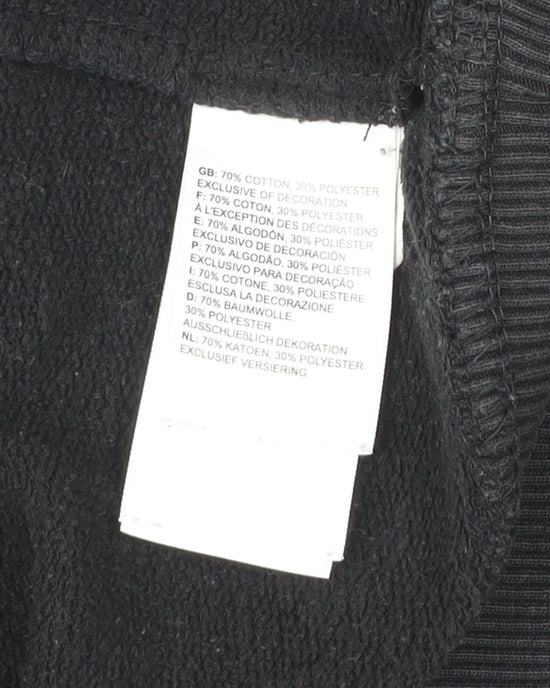 GB: 70% COTTON, 30% POLYESTER
EXCLUSIVE OF DECORATION
F: 70% COTON, 30% POLYESTER
À L'EXCEPTION DES DÉCORATIONS
E: 70% ALGODÓN, 30% POLIÉSTER
EXCLUSIVO DE DECORACIÓN
P: 70% ALGODÃO, 30% POLIÉSTER
EXCLUSIVO PARA DECORAÇÃO
I: 70% COTONE, 30% POLIESTERE
ESCLUSA LA DECORAZIONE
D: 70% BAUMWOLLE,
30% POLYESTER
AUSSCHLIEßLICH DEKORATION
NL: 70% KATOEN, 30% POLYESTER
EXCLUSIEF VERSIERING